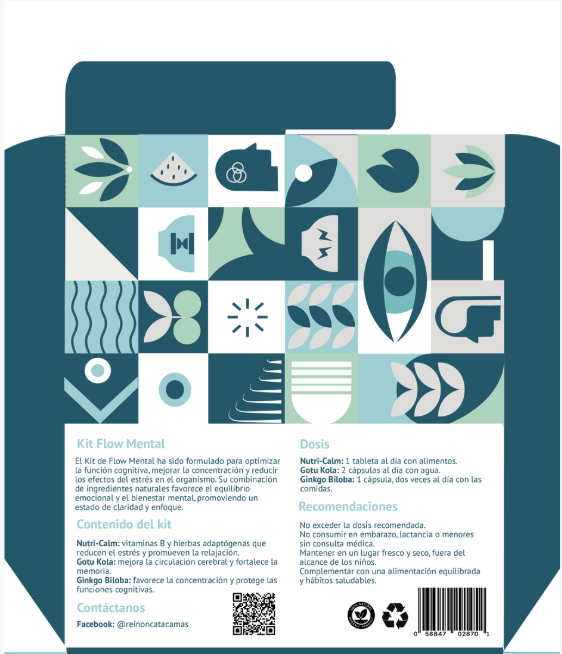 Kit Flow Mental
El Kit de Flow Mental ha sido formulado para optimizar
la función cognitiva, mejorar la concentración y reducir
los efectos del estrés en el organismo. Su combinación
de ingredientes naturales favorece el equilibrio
emocional y el bienestar mental, promoviendo un
estado de claridad y enfoque.
Contenido del kit
Nutri-Calm: vitaminas B y hierbas adaptógenas que
reducen el estrés y promueven la relajación.
Gotu Kola: mejora la circulación cerebral y fortalece la
memoria.
Ginkgo Biloba: favorece la concentración y protege las
funciones cognitivas.
Contáctanos
Facebook: @reinoncatacamas
Dosis
Nutri-Calm: 1 tableta al día con alimentos.
Gotu Kola: 2 cápsulas al día con agua.
Ginkgo Biloba: 1 cápsula, dos veces al día con las
comidas.
Recomendaciones
No exceder la dosis recomendada.
No consumir en embarazo, lactancia o menores
sin consulta médica.
Mantener en un lugar fresco y seco, fuera del
alcance de los niños.
Complementar con una alimentación equilibrada
y hábitos saludables.
0 58847 02870 1